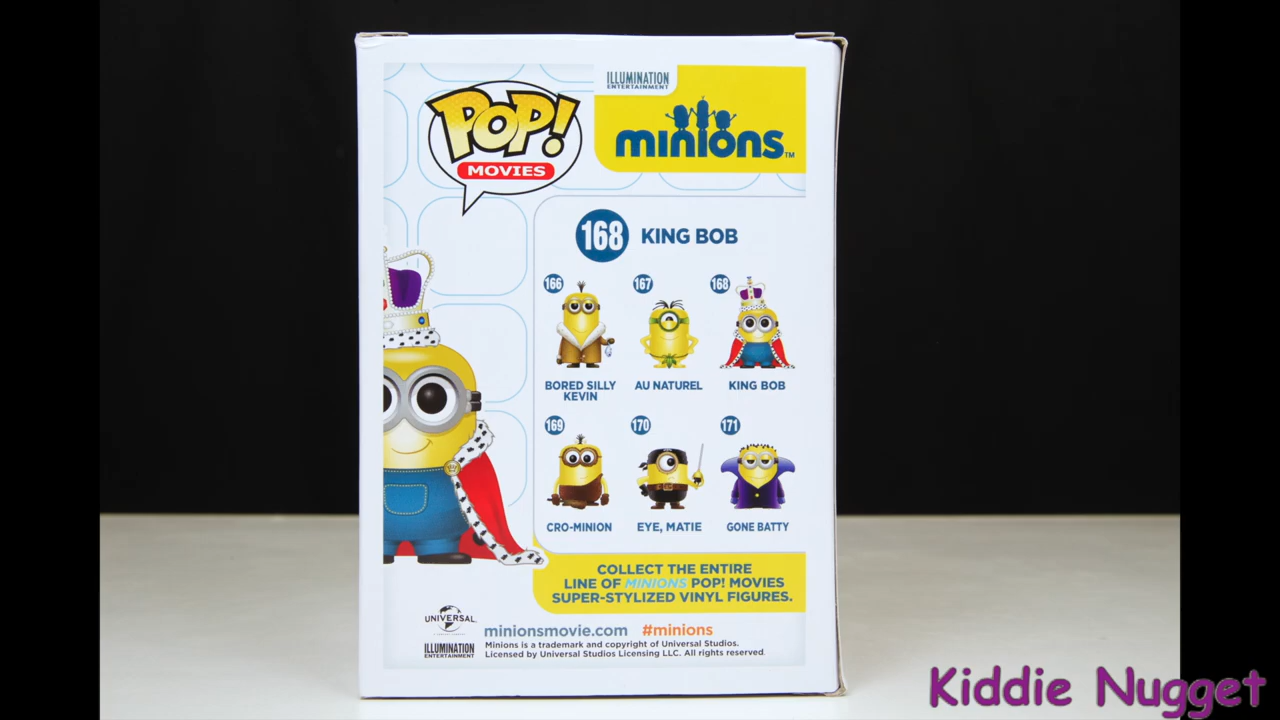 POP!
MOVIES
ILLUMINATION
ENTERTAINMENT
minions™
168 KING BOB
166
167
168
BORED SILLY
KEVIN
AU NATUREL
KING BOB
169
170
171
CRO-MINION
EYE, MATIE
GONE BATTY
COLLECT THE ENTIRE
LINE OF MINIONS POP! MOVIES
SUPER-STYLIZED VINYL FIGURES.
UNIVERSAL
ILLUMINATION
ENTERTAINMENT
minionsmovie.com #minions
Minions is a trademark and copyright of Universal Studios.
Licensed by Universal Studios Licensing LLC. All rights reserved.
Kiddie Nugget